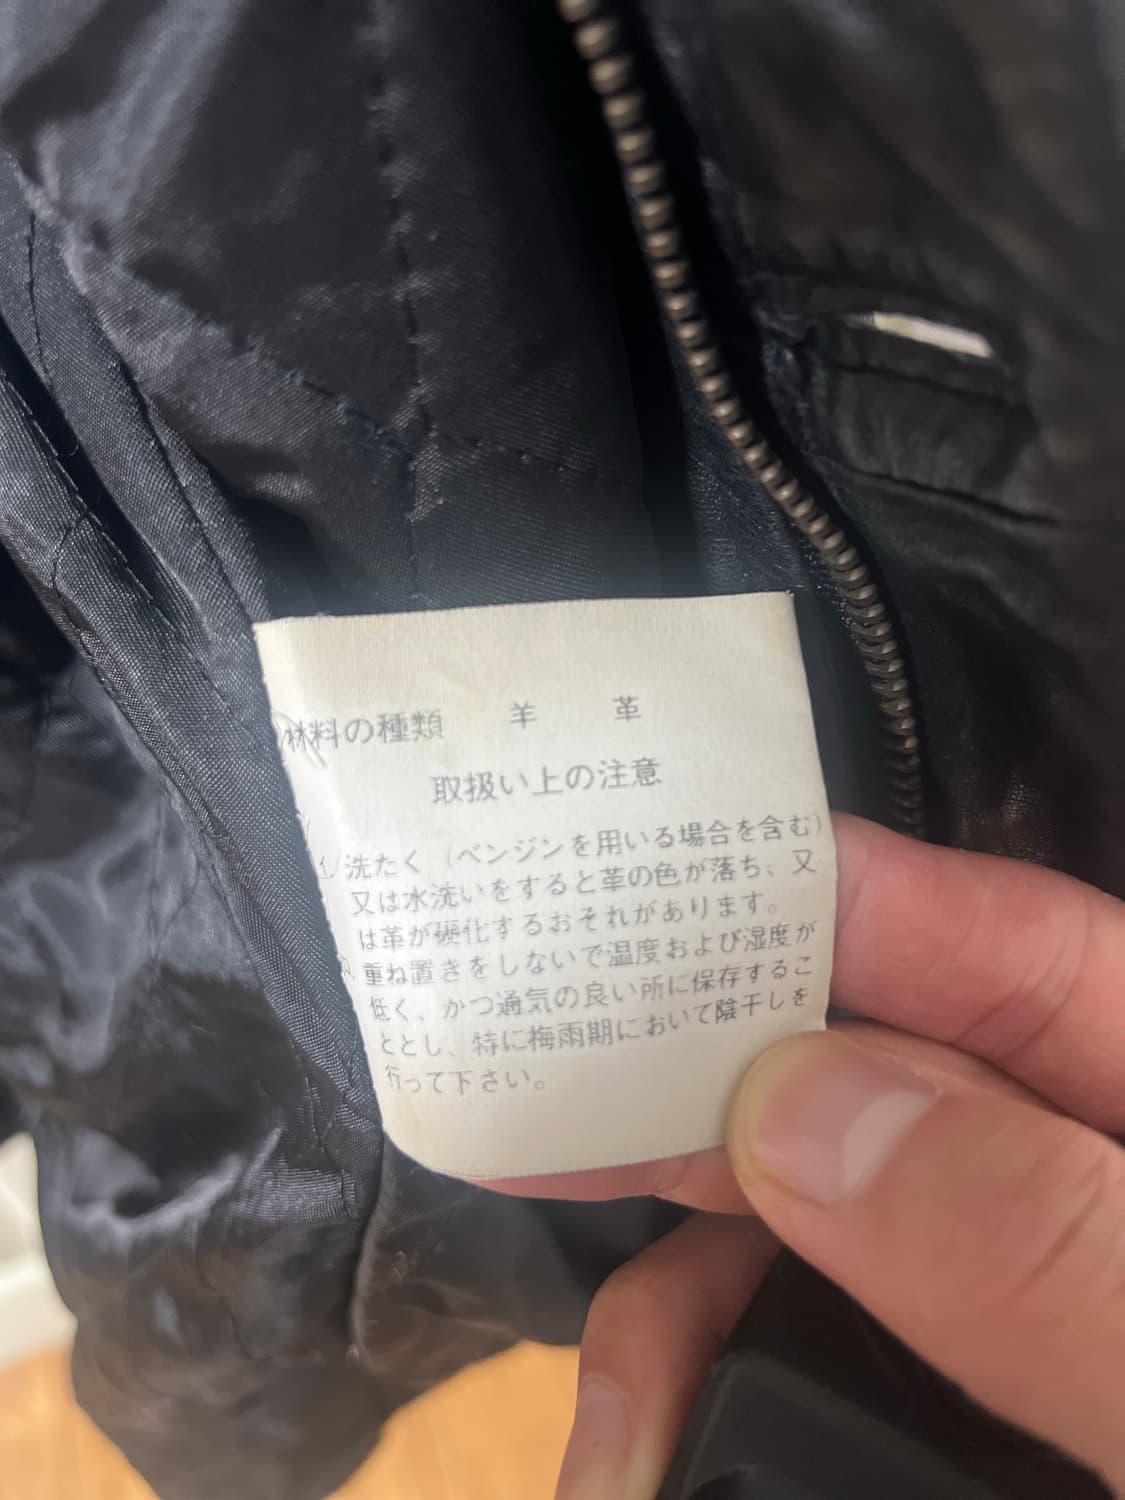 材料の種類 羊 革
取扱い上の注意
1. 洗たく(ベンジンを用いる場合を含む)
又は水洗いをすると革の色が落ち、又
は革が硬化するおそれがあります。
重ね置きをしないで温度および湿度が
低く、かつ通気の良い所に保存するこ
ととし、特に梅雨期において陰干しを
行って下さい。